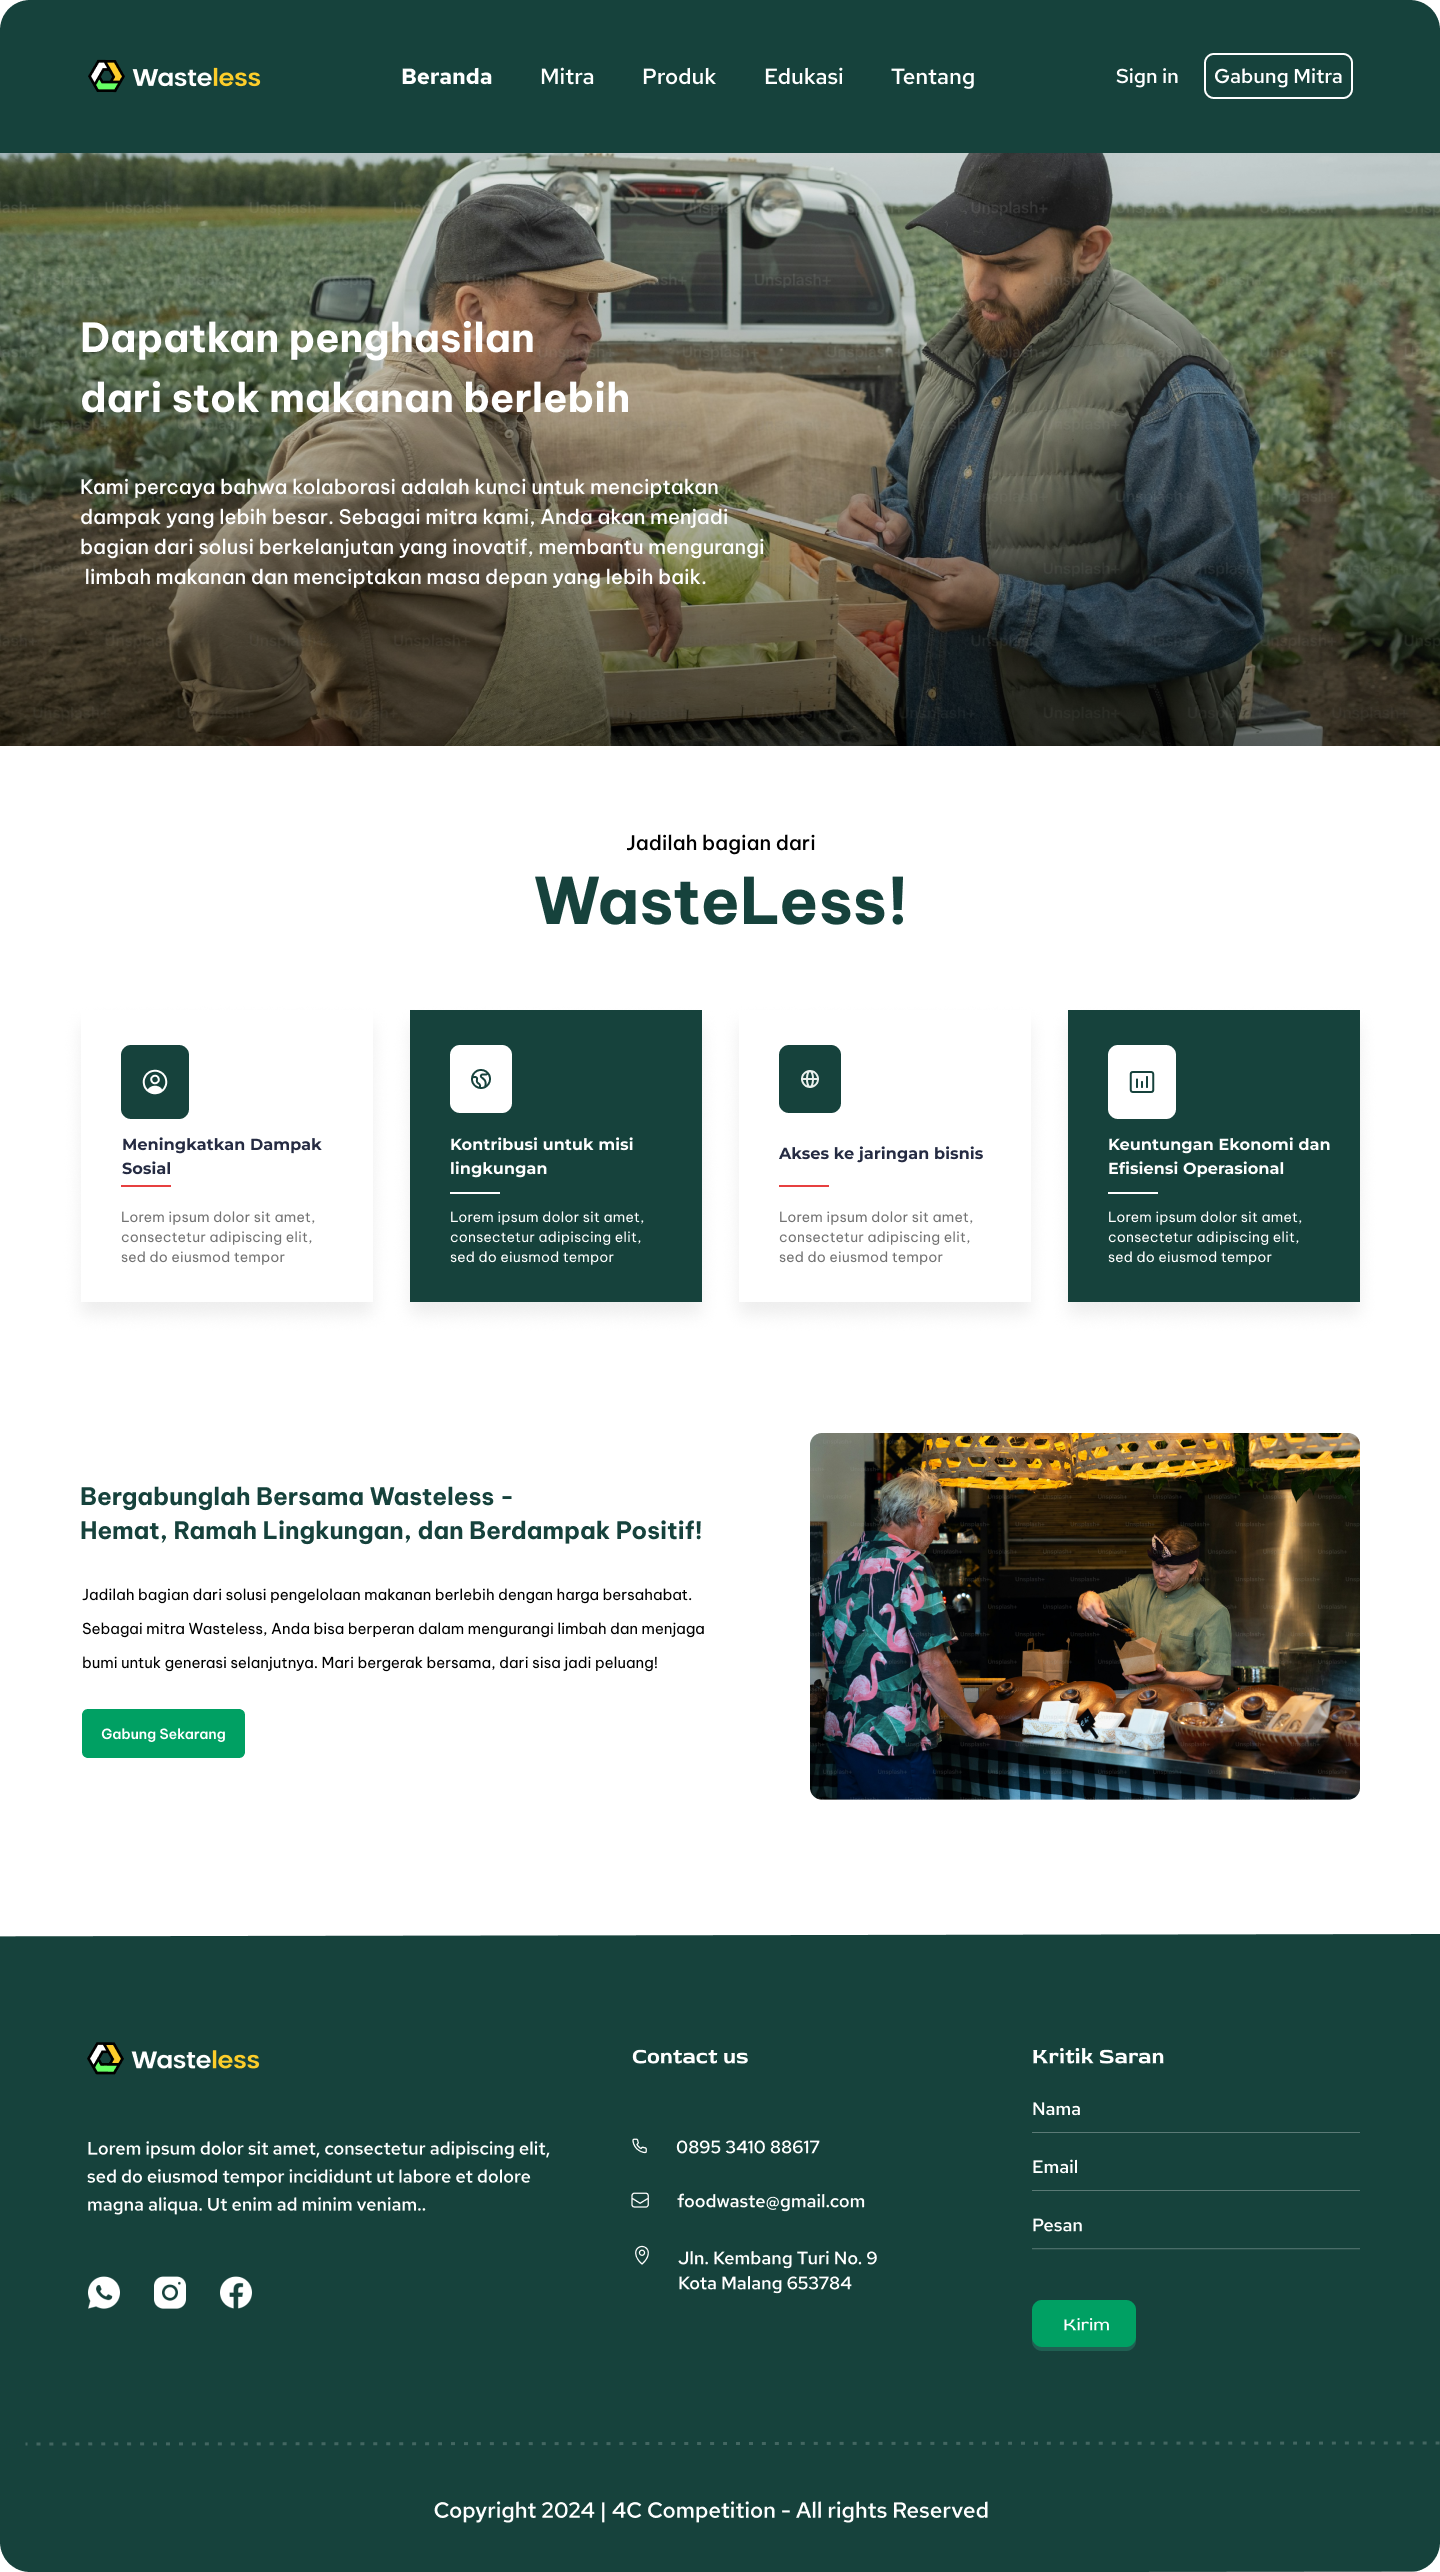 Wasteless
Beranda Mitra Produk Edukasi Tentang
Sign in Gabung Mitra
Dapatkan penghasilan
dari stok makanan berlebih
Kami percaya bahwa kolaborasi adalah kunci untuk menciptakan
dampak yang lebih besar. Sebagai mitra kami, Anda akan menjadi
bagian dari solusi berkelanjutan yang inovatif, membantu mengurangi
limbah makanan dan menciptakan masa depan yang lebih baik.
Jadilah bagian dari
WasteLess!
Meningkatkan Dampak
Sosial
Lorem ipsum dolor sit amet,
consectetur adipiscing elit,
sed do eiusmod tempor
Kontribusi untuk misi
lingkungan
Lorem ipsum dolor sit amet,
consectetur adipiscing elit,
sed do eiusmod tempor
Akses ke jaringan bisnis
Lorem ipsum dolor sit amet,
consectetur adipiscing elit,
sed do eiusmod tempor
Keuntungan Ekonomi dan
Efisiensi Operasional
Lorem ipsum dolor sit amet,
consectetur adipiscing elit,
sed do eiusmod tempor
Bergabunglah Bersama Wasteless -
Hemat, Ramah Lingkungan, dan Berdampak Positif!
Jadilah bagian dari solusi pengelolaan makanan berlebih dengan harga bersahabat.
Sebagai mitra Wasteless, Anda bisa berperan dalam mengurangi limbah dan menjaga
bumi untuk generasi selanjutnya. Mari bergerak bersama, dari sisa jadi peluang!
Gabung Sekarang
Wasteless
Lorem ipsum dolor sit amet, consectetur adipiscing elit,
sed do eiusmod tempor incididunt ut labore et dolore
magna aliqua. Ut enim ad minim veniam..
Contact us
0895 3410 88617
foodwaste@gmail.com
Jln. Kembang Turi No. 9
Kota Malang 653784
Kritik Saran
Nama
Email
Pesan
Kirim
Copyright 2024 | 4C Competition - All rights Reserved